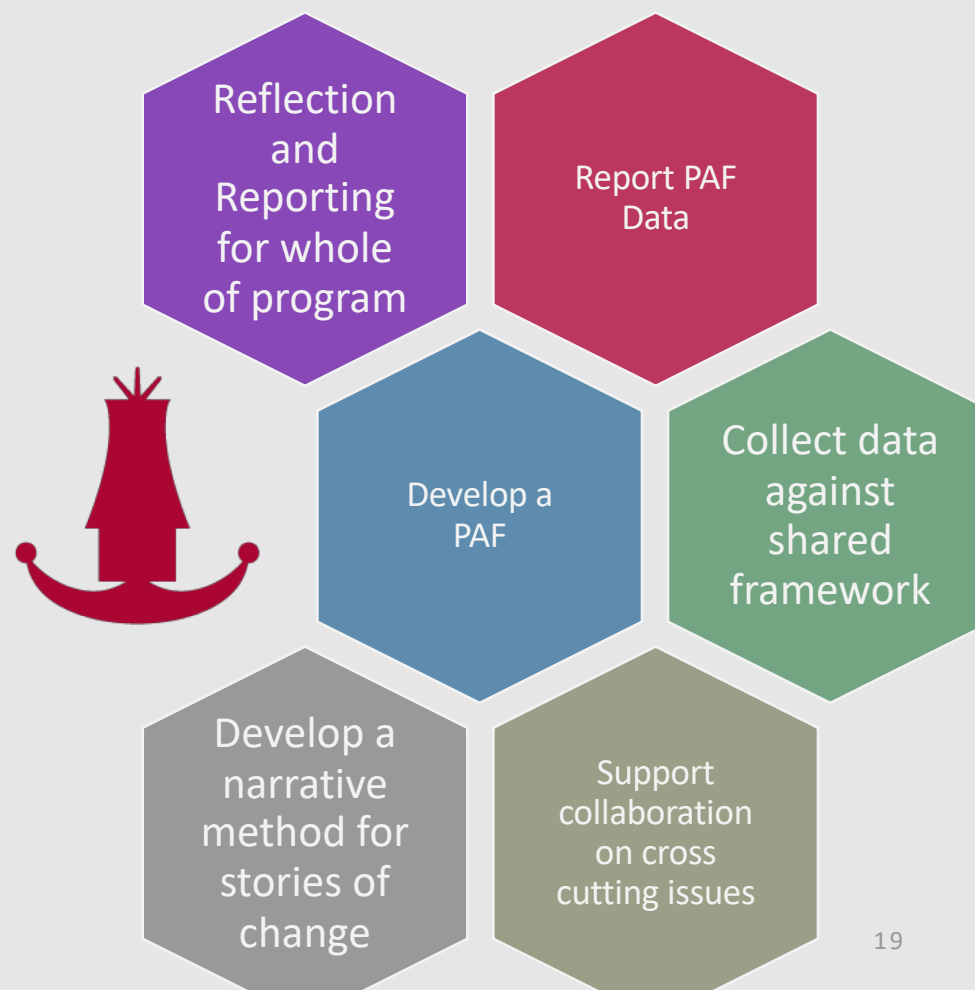 Reflection
and
Reporting
for whole
of program
Report PAF
Data
Develop a
PAF
Collect data
against
shared
framework
Develop a
narrative
method for
stories of
change
Support
collaboration
on cross
cutting issues
19